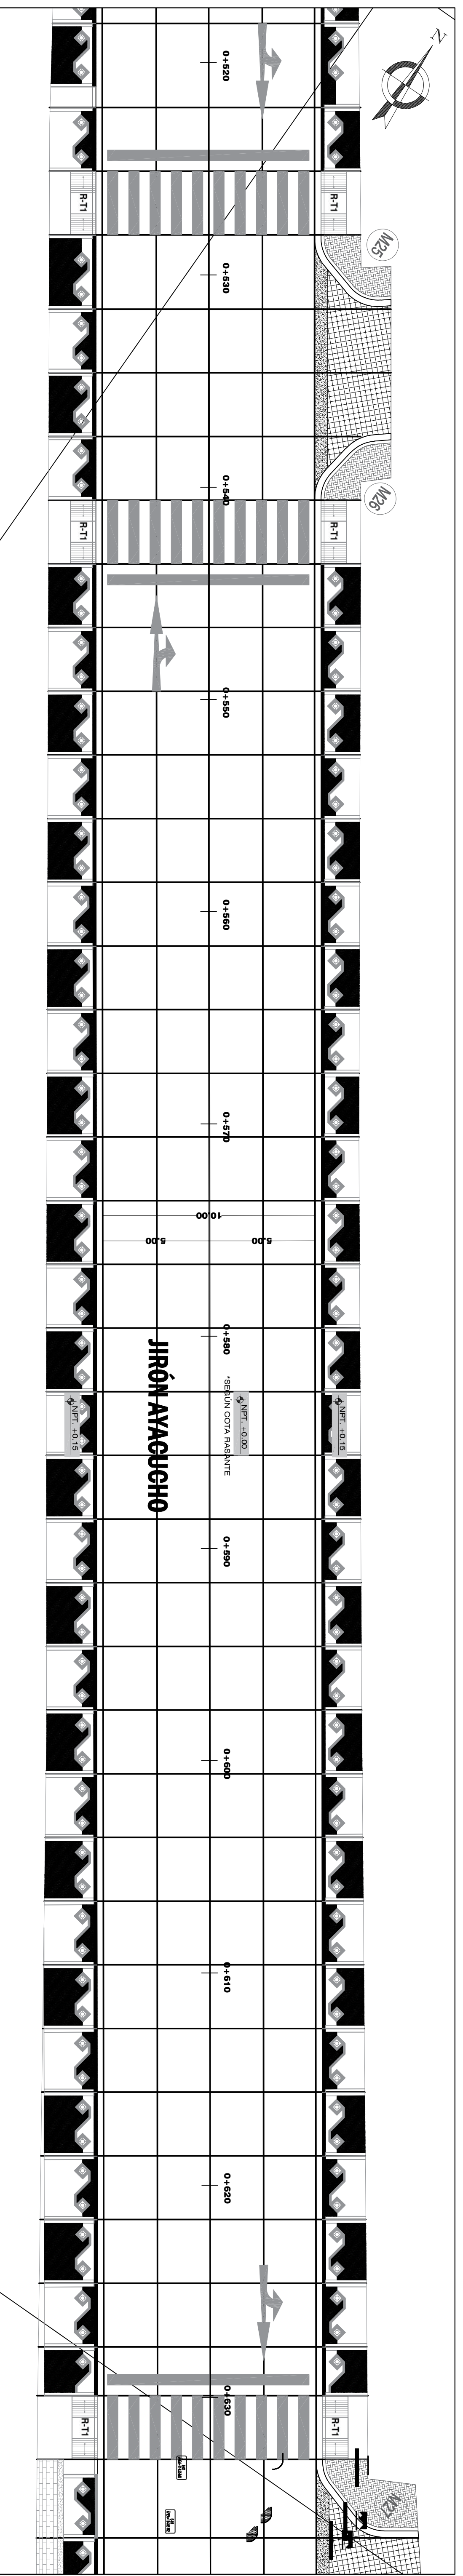 N
0+520
R-T1
R-T1
M25
0+530
0+540
M26
R-T1
R-T1
0+550
0+560
0+570
10.00
5.00
5.00
0+580
JIRÓN AYACUCHO
*SEGÚN COTA RASANTE
NPT. +0.15
NPT. +0.00
NPT. +0.15
0+590
0+600
0+610
0+620
0+630
R-T1
R-T1
M27